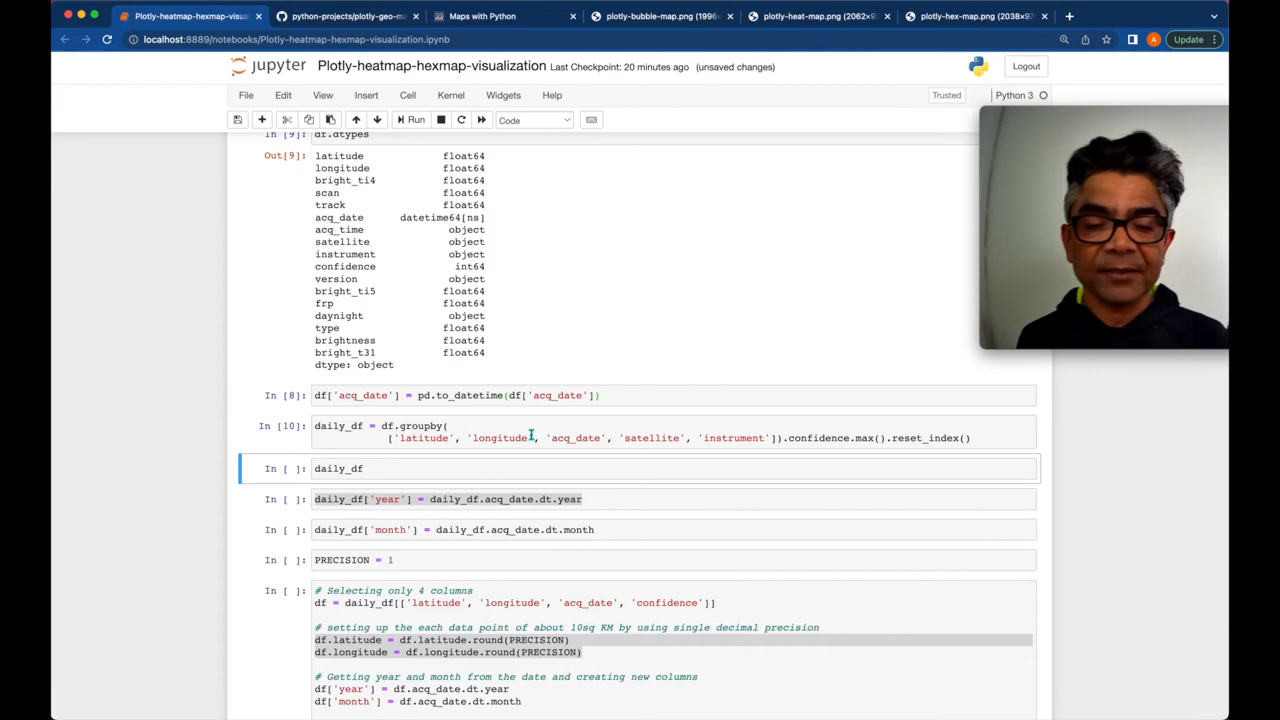 Plotly-heatmap-hexmap-visual
python-projects/plotly-geo-m
Maps with Python
plotly-bubble-map.png (1996×
plotly-heat-map.png (2062×9
plotly-hex-map.png (2038×97
localhost:8889/notebooks/Plotly-heatmap-hexmap-visualization.ipynb
A
Update
jupyter
Plotly-heatmap-hexmap-visualization Last Checkpoint: 20 minutes ago (unsaved changes)
Logout
File Edit View Insert Cell Kernel Widgets Help
Trusted
Python 3
Run
Code
In [9]: df.dtypes
Out[9]: latitude float64
longitude float64
bright_ti4 float64
scan float64
track float64
acq_date datetime64[ns]
acq_time object
satellite object
instrument object
confidence int64
version object
bright_ti5 float64
frp float64
daynight object
type float64
brightness float64
bright_t31 float64
dtype: object
In [8]: df['acq_date'] = pd.to_datetime(df['acq_date'])
In [10]: daily_df = df.groupby(
['latitude', 'longitude', 'acq_date', 'satellite', 'instrument']).confidence.max().reset_index()
In [ ]: daily_df
In [ ]: daily_df['year'] = daily_df.acq_date.dt.year
In [ ]: daily_df['month'] = daily_df.acq_date.dt.month
In [ ]: PRECISION = 1
In [ ]: # Selecting only 4 columns
df = daily_df[['latitude', 'longitude', 'acq_date', 'confidence']]
# setting up the each data point of about 10sq KM by using single decimal precision
df.latitude = df.latitude.round(PRECISION)
df.longitude = df.longitude.round(PRECISION)
# Getting year and month from the date and creating new columns
df['year'] = df.acq_date.dt.year
df['month'] = df.acq_date.dt.month